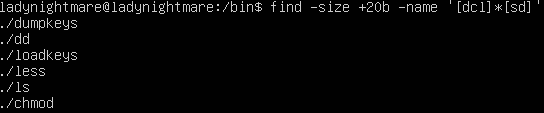 ladynightmare@ladynightmare:/bin$ find -size +20b -name '[dcl]*[sd]'
./dumpkeys
./dd
./loadkeys
./less
./ls
./chmod